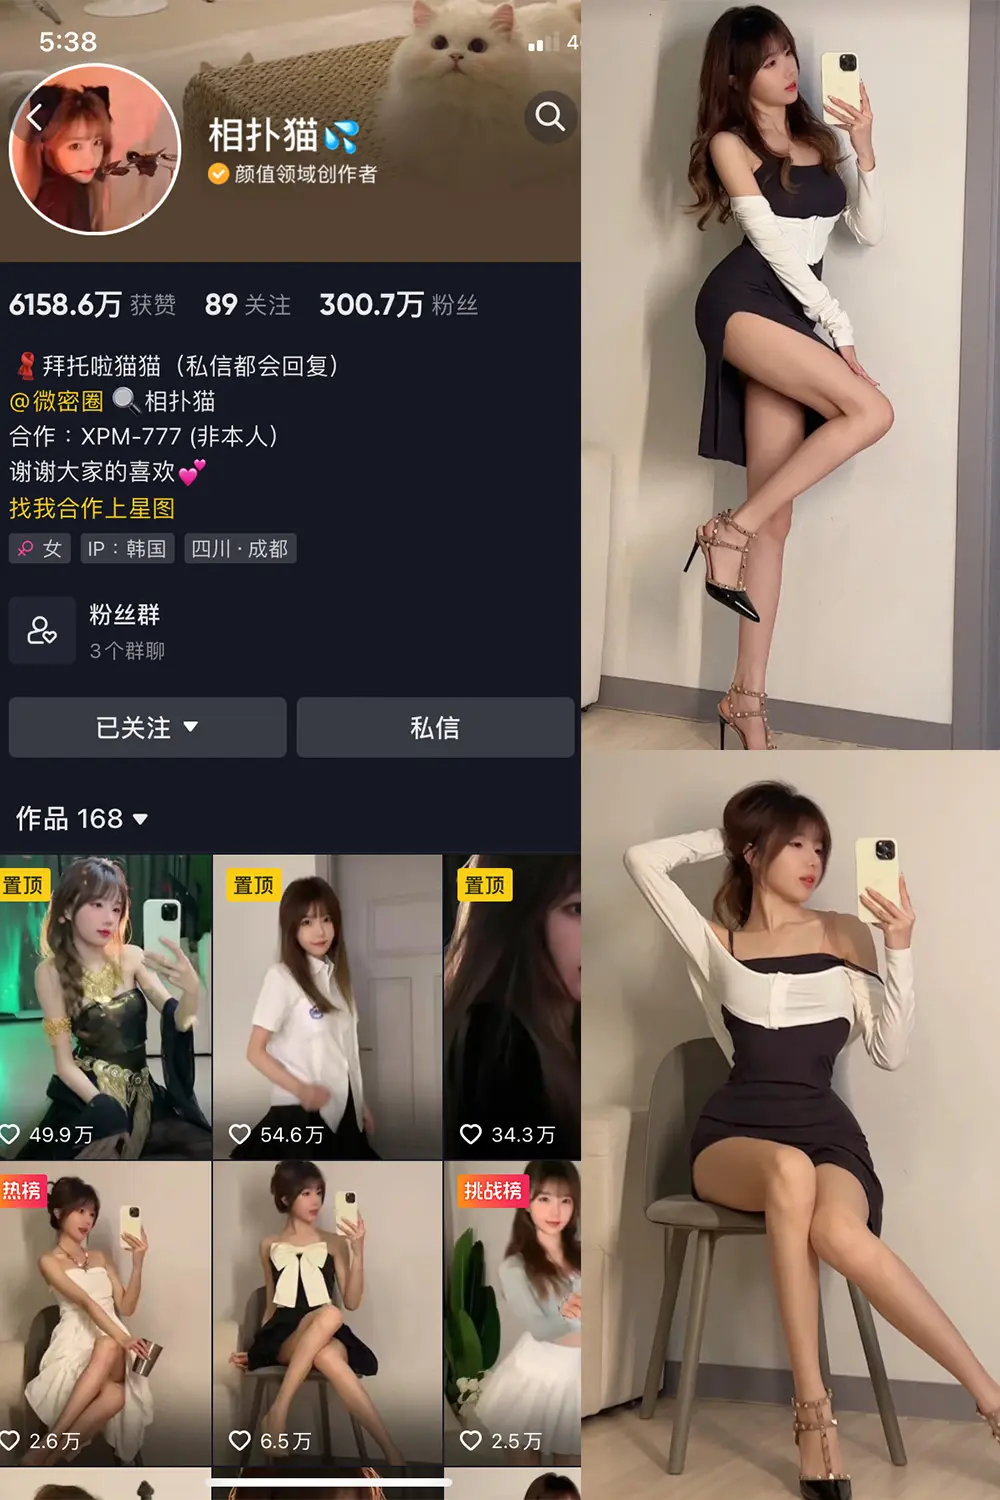 5:38
4
相扑猫💦
颜值领域创作者
6158.6万 获赞 89 关注 300.7万 粉丝
🧣拜托啦猫猫（私信都会回复）
@微密圈 🔍相扑猫
合作：XPM-777 (非本人)
谢谢大家的喜欢💕
找我合作上星图
女 IP：韩国 四川·成都
粉丝群
3个群聊
已关注 私信
作品 168
置顶 置顶 置顶
49.9万 54.6万 34.3万
热榜 挑战榜
2.6万 6.5万 2.5万